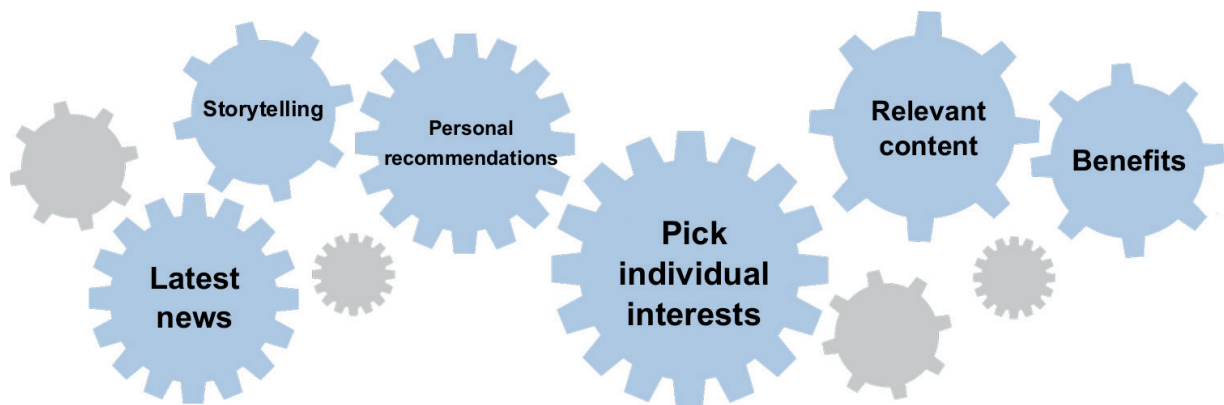 Storytelling
Personal
recommendations
Relevant
content
Benefits
Latest
news
Pick
individual
interests